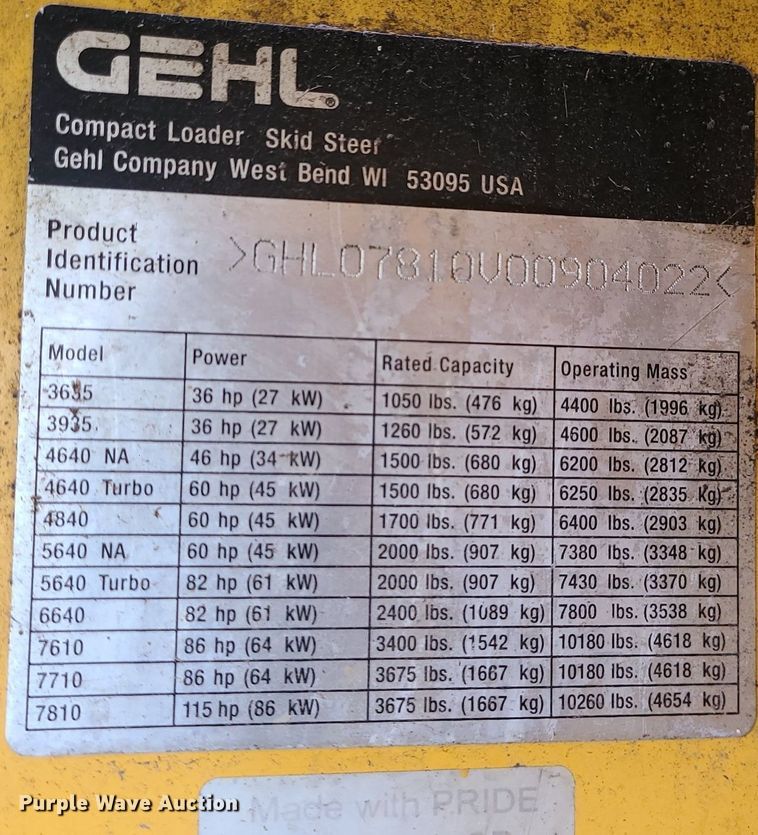 GEHL®
Compact Loader Skid Steer
Gehl Company West Bend WI 53095 USA
Product
Identification
Number
>GHL07810V00904022<
Model Power Rated Capacity Operating Mass
3635 36 hp (27 kW) 1050 lbs. (476 kg) 4400 lbs. (1996 kg)
3935 36 hp (27 kW) 1260 lbs. (572 kg) 4600 lbs. (2087 kg)
4640 NA 46 hp (34 kW) 1500 lbs. (680 kg) 6200 lbs. (2812 kg)
4640 Turbo 60 hp (45 kW) 1500 lbs. (680 kg) 6250 lbs. (2835 kg)
4840 60 hp (45 kW) 1700 lbs. (771 kg) 6400 lbs. (2903 kg)
5640 NA 60 hp (45 kW) 2000 lbs. (907 kg) 7380 lbs. (3348 kg)
5640 Turbo 82 hp (61 kW) 2000 lbs. (907 kg) 7430 lbs. (3370 kg)
6640 82 hp (61 kW) 2400 lbs. (1089 kg) 7800 lbs. (3538 kg)
7610 86 hp (64 kW) 3400 lbs. (1542 kg) 10180 lbs. (4618 kg)
7710 86 hp (64 kW) 3675 lbs. (1667 kg) 10180 lbs. (4618 kg)
7810 115 hp (86 kW) 3675 lbs. (1667 kg) 10260 lbs. (4654 kg)
Made with PRIDE
Purple Wave Auction